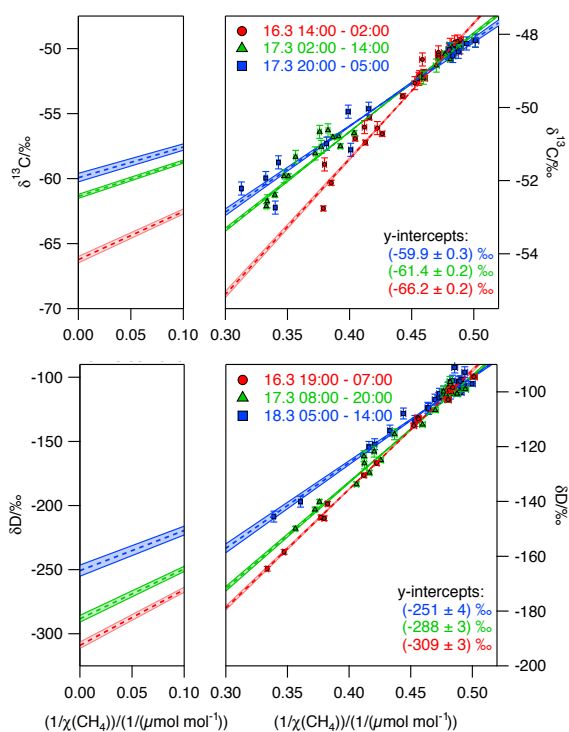 -50
-55
-60
-65
-70
δ¹³C/‰
0.00
0.05
0.10
16.3 14:00 - 02:00
17.3 02:00 - 14:00
17.3 20:00 - 05:00
y-intercepts:
(-59.9 ± 0.3) ‰
(-61.4 ± 0.2) ‰
(-66.2 ± 0.2) ‰
0.30
0.35
0.40
0.45
0.50
-48
-50
-52
-54
δ¹³C/‰
-100
-150
-200
-250
-300
δD/‰
0.00
0.05
0.10
(1/χ(CH₄))/(1/(μmol mol⁻¹))
16.3 19:00 - 07:00
17.3 08:00 - 20:00
18.3 05:00 - 14:00
y-intercepts:
(-251 ± 4) ‰
(-288 ± 3) ‰
(-309 ± 3) ‰
0.30
0.35
0.40
0.45
0.50
(1/χ(CH₄))/(1/(μmol mol⁻¹))
-100
-120
-140
-160
-180
-200
δD/‰